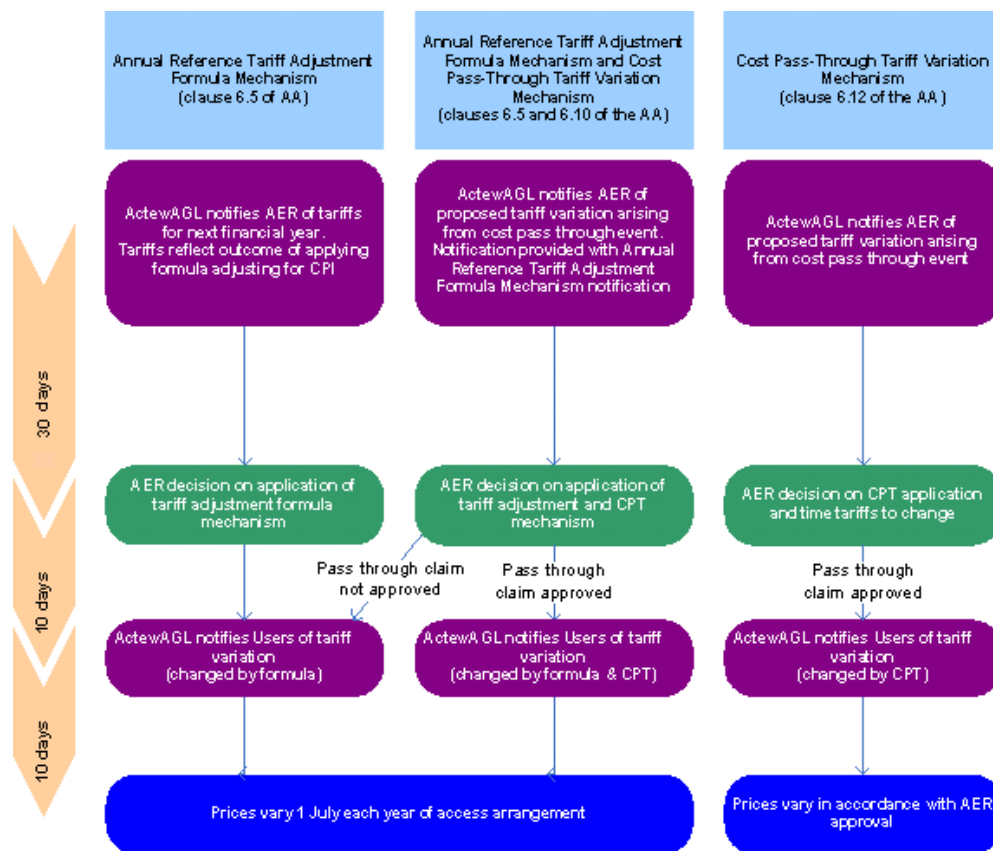 Annual Reference Tariff Adjustment
Formula Mechanism
(clause 6.5 of AA)
Annual Reference Tariff Adjustment
Formula Mechanism and Cost
Pass-Through Tariff Variation
Mechanism
(clauses 6.5 and 6.10 of the AA)
Cost Pass-Through Tariff Variation
Mechanism
(clause 6.12 of the AA)
ActewAGL notifies AER of tariffs
for next financial year.
Tariffs reflect outcome of applying
formula adjusting for CPI
ActewAGL notifies AER of
proposed tariff variation arising
from cost pass through event.
Notification provided with Annual
Reference Tariff Adjustment
Formula Mechanism notification
ActewAGL notifies AER of
proposed tariff variation arising
from cost pass through event
30 days
AER decision on application of
tariff adjustment formula
mechanism
AER decision on application of
tariff adjustment and CPT
mechanism
AER decision on CPT application
and time tariffs to change
10 days
Pass through claim
not approved
Pass through
claim approved
Pass through
claim approved
ActewAGL notifies Users of tariff
variation
(changed by formula)
ActewAGL notifies Users of tariff
variation
(changed by formula & CPT)
ActewAGL notifies Users of tariff
variation
(changed by CPT)
10 days
Prices vary 1 July each year of access arrangement
Prices vary in accordance with AER
approval